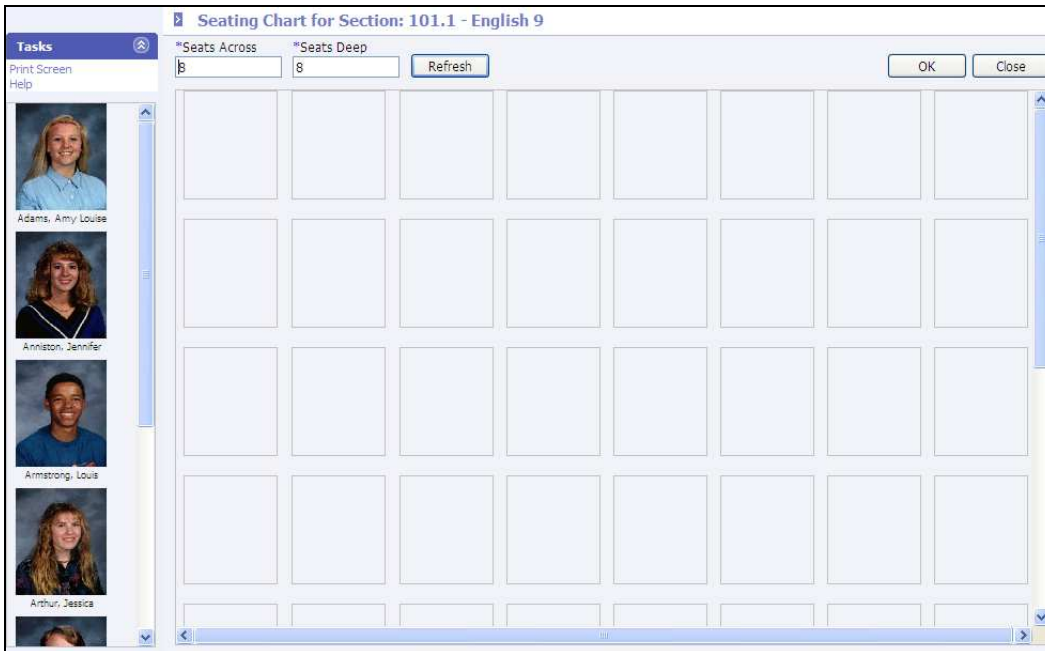 Seating Chart for Section: 101.1 - English 9
Tasks
Print Screen
Help
*Seats Across
*Seats Deep
8
8
Refresh
OK
Close
Adams, Amy Louise
Anniston, Jennifer
Armstrong, Louis
Arthur, Jessica